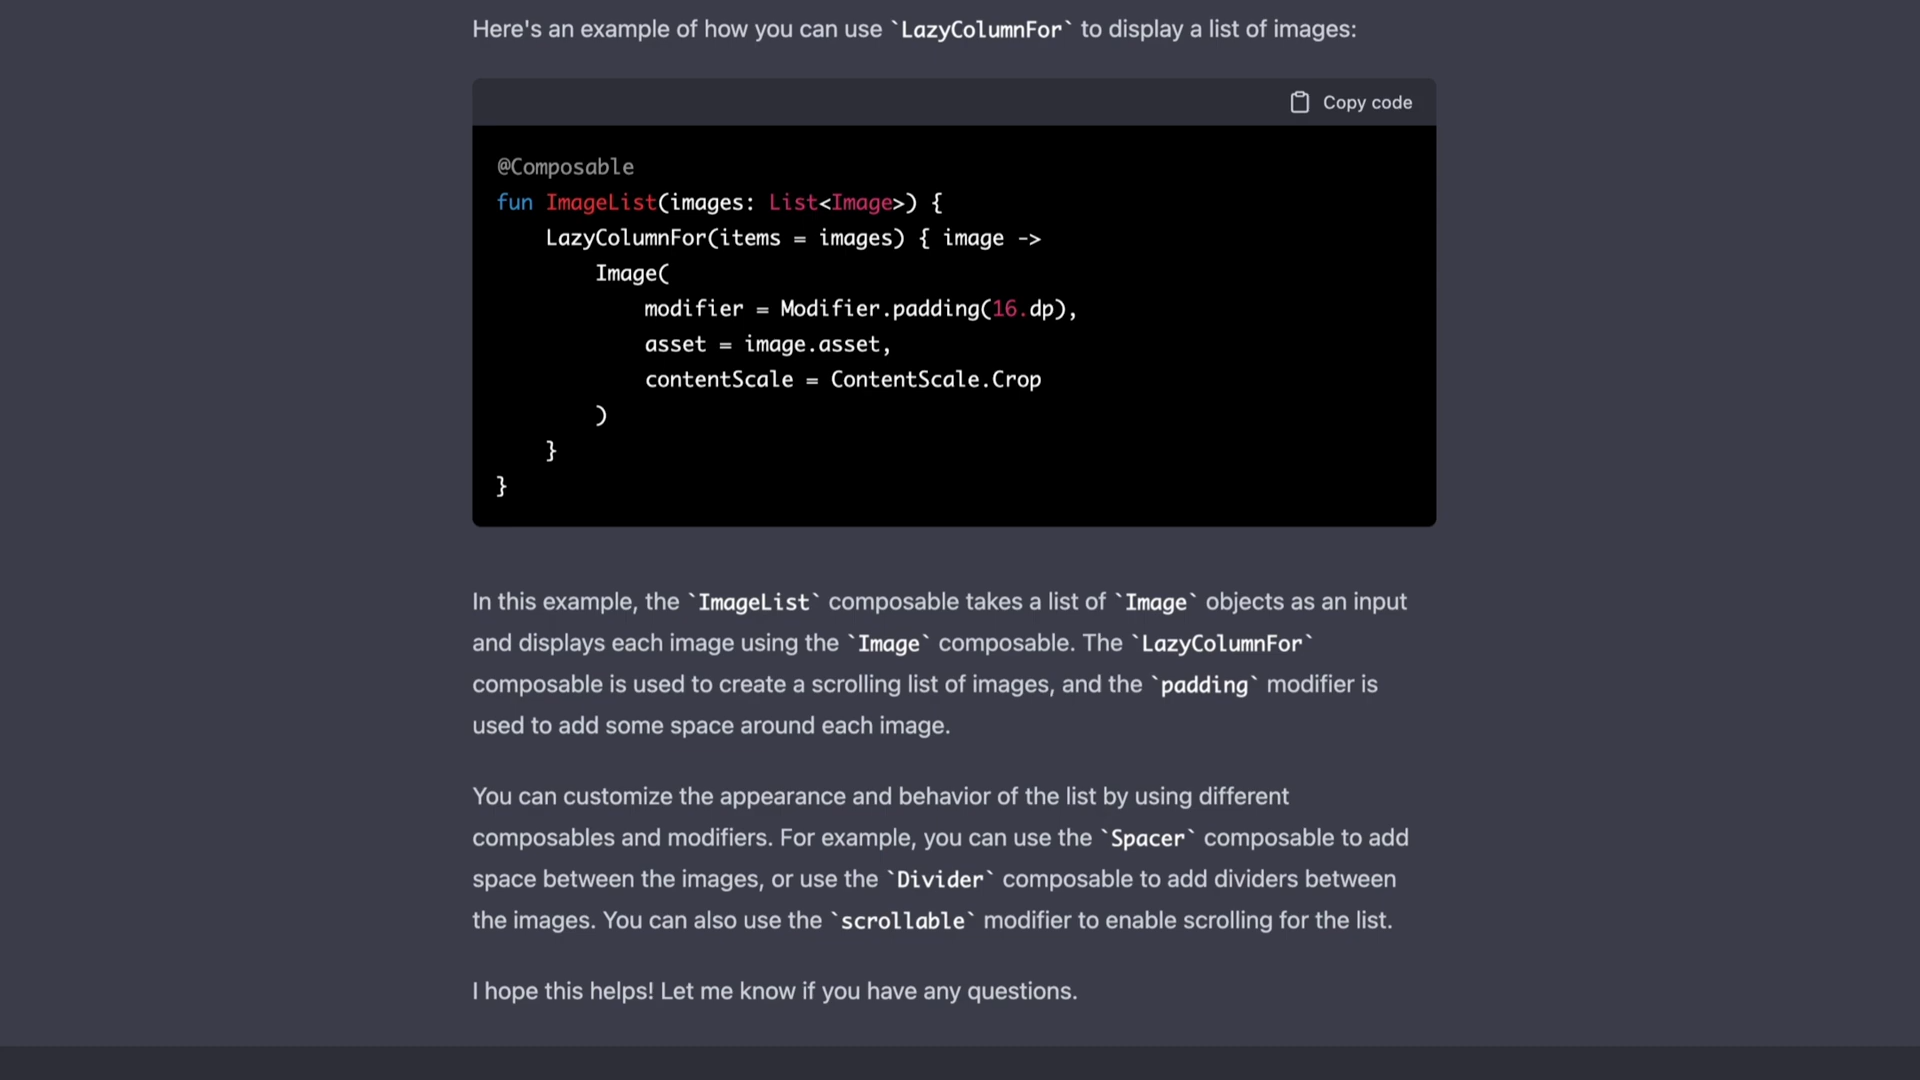 Here's an example of how you can use `LazyColumnFor` to display a list of images:
Copy code
@Composable
fun ImageList(images: List<Image>) {
    LazyColumnFor(items = images) { image ->
        Image(
            modifier = Modifier.padding(16.dp),
            asset = image.asset,
            contentScale = ContentScale.Crop
        )
    }
}
In this example, the `ImageList` composable takes a list of `Image` objects as an input
and displays each image using the `Image` composable. The `LazyColumnFor`
composable is used to create a scrolling list of images, and the `padding` modifier is
used to add some space around each image.
You can customize the appearance and behavior of the list by using different
composables and modifiers. For example, you can use the `Spacer` composable to add
space between the images, or use the `Divider` composable to add dividers between
the images. You can also use the `scrollable` modifier to enable scrolling for the list.
I hope this helps! Let me know if you have any questions.